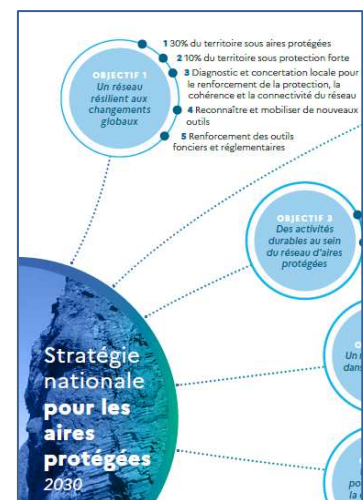 1 30% du territoire sous aires protégées
2 10% du territoire sous protection forte
3 Diagnostic et concertation locale pour
le renforcement de la protection, la
cohérence et la connectivité du réseau
4 Reconnaître et mobiliser de nouveaux
outils
5 Renforcement des outils
fonciers et réglementaires
OBJECTIF 1
Un réseau
résilient aux
changements
globaux
OBJECTIF 3
Des activités
durables au sein
du réseau d'aires
protégées
Stratégie
nationale
pour les
aires
protégées
2030